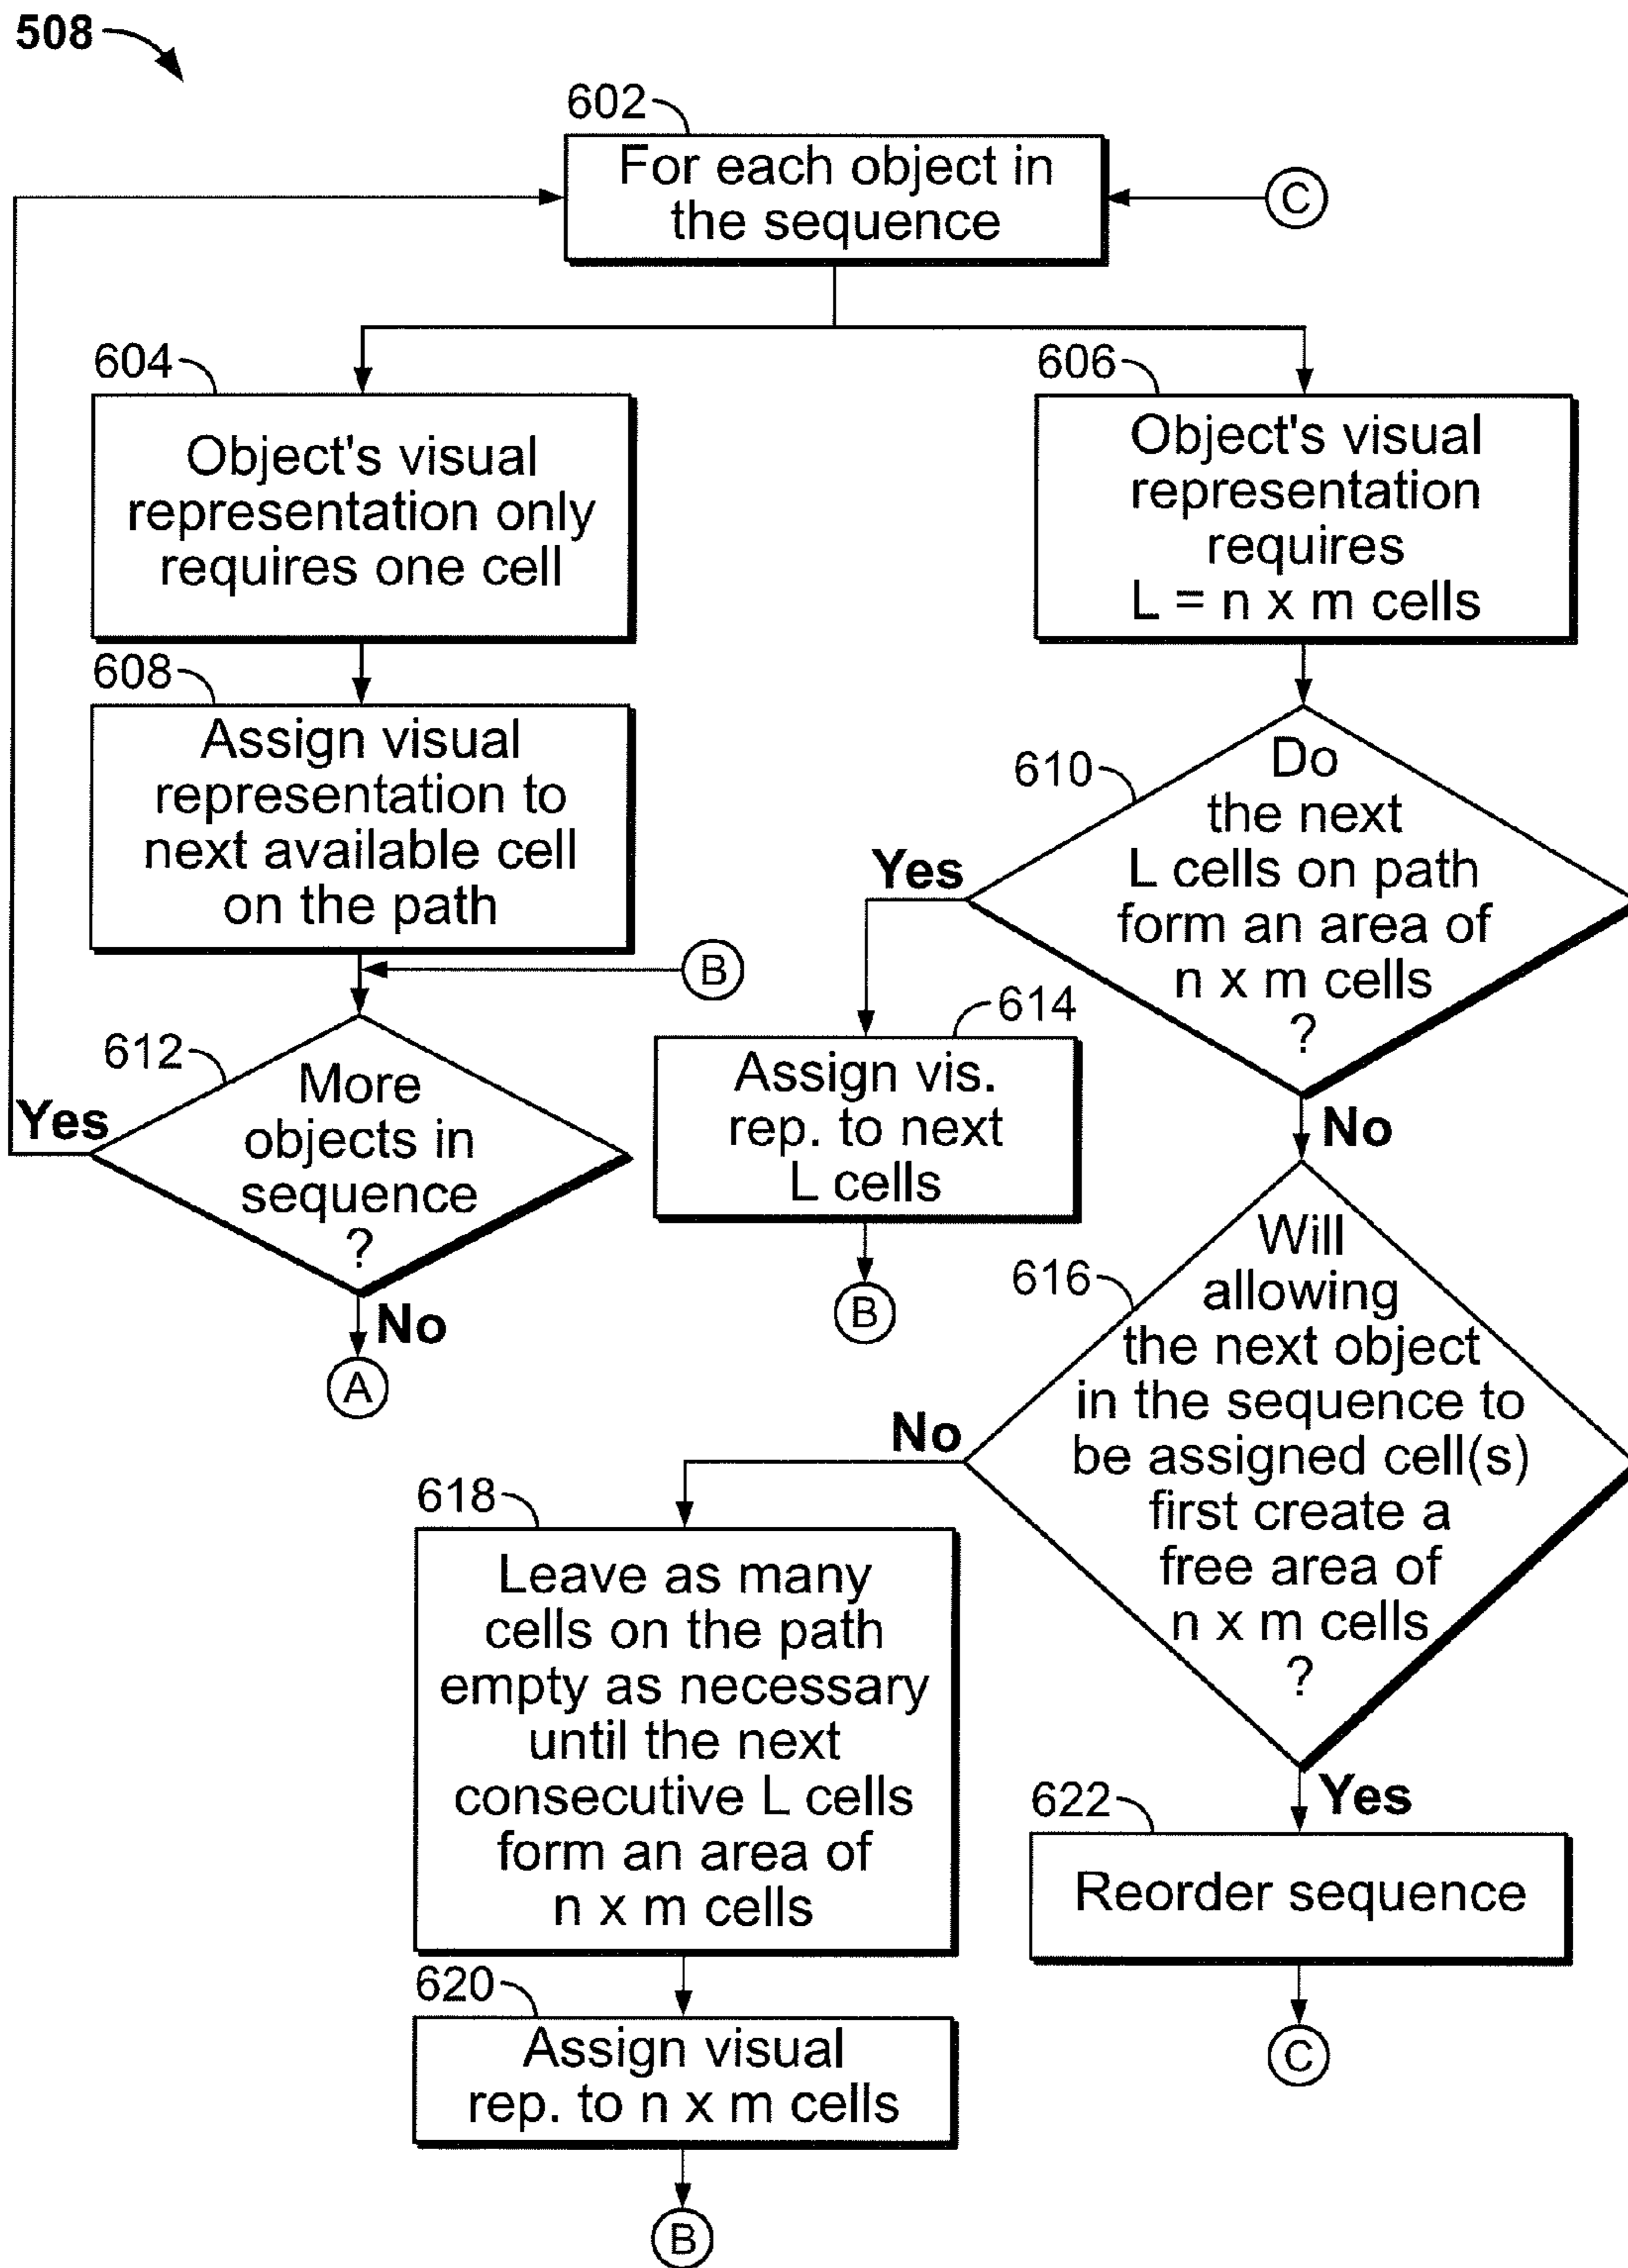 508
602
For each object in
the sequence
C
604
Object's visual
representation only
requires one cell
606
Object's visual
representation
requires
L = n x m cells
608
Assign visual
representation to
next available cell
on the path
610
Do
the next
L cells on path
form an area of
n x m cells
?
Yes
B
612
More
objects in
sequence
?
Yes
No
A
614
Assign vis.
rep. to next
L cells
B
No
616
Will
allowing
the next object
in the sequence to
be assigned cell(s)
first create a
free area of
n x m cells
?
No
618
Leave as many
cells on the path
empty as necessary
until the next
consecutive L cells
form an area of
n x m cells
Yes
622
Reorder sequence
C
620
Assign visual
rep. to n x m cells
B